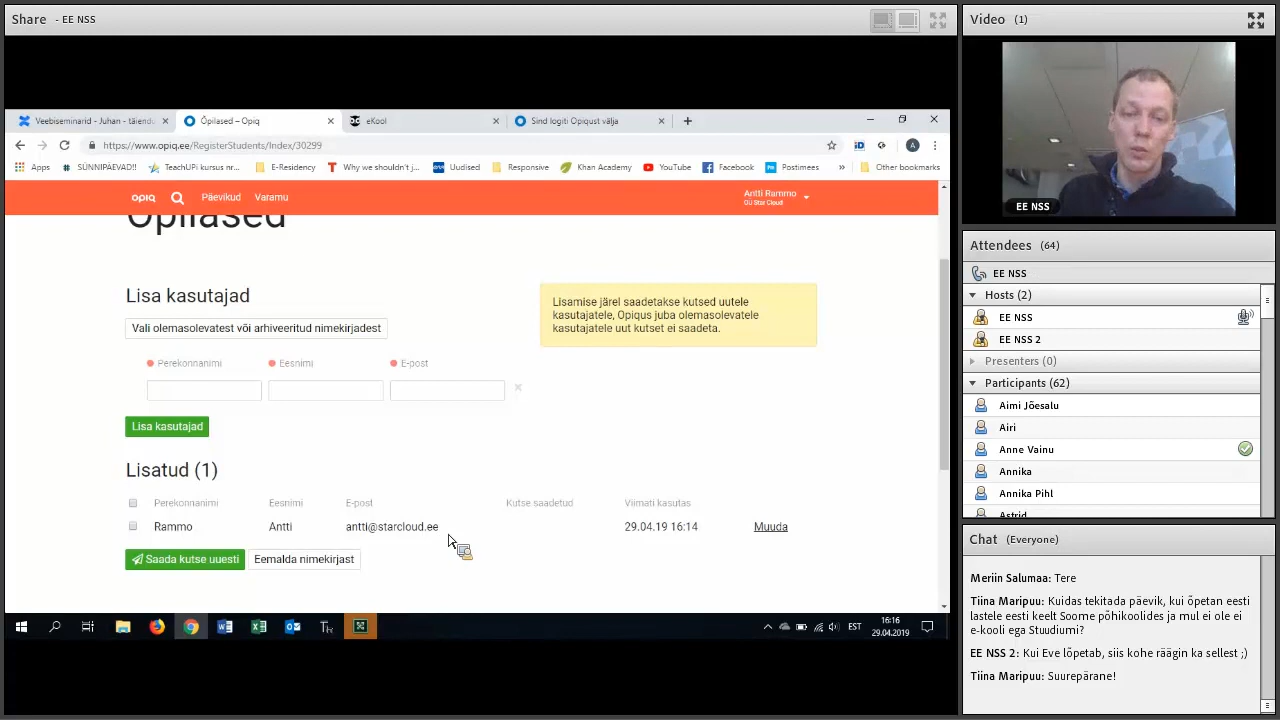 Share - EE NSS
Veebiseminarid - Juhan - täiendu
Õpilased – Opiq
eKool
Sind logiti Opiqust välja
https://www.opiq.ee/RegisterStudents/Index/30299
Apps
SÜNNIPÄEVAD!!
TeachUPi kursus nr...
E-Residency
Why we shouldn't j...
Uudised
Responsive
Khan Academy
YouTube
Facebook
Postimees
»
Other bookmarks
opiq
Päevikud
Varamu
Antti Rammo
OÜ Star Cloud
Õpilased
Lisa kasutajad
Vali olemasolevatest või arhiveeritud nimekirjadest
Lisamise järel saadetakse kutsed uutele
kasutajatele, Opiqus juba olemasolevatele
kasutajatele uut kutset ei saadeta.
Perekonnanimi
Eesnimi
E-post
Lisa kasutajad
Lisatud (1)
Perekonnanimi Eesnimi E-post Kutse saadetud Viimati kasutas
Rammo Antti antti@starcloud.ee 29.04.19 16:14 Muuda
Saada kutse uuesti
Eemalda nimekirjast
EST
16:16
29.04.2019
Video (1)
EE NSS
Attendees (64)
EE NSS
Hosts (2)
EE NSS
EE NSS 2
Presenters (0)
Participants (62)
Aimi Jõesalu
Airi
Anne Vainu
Annika
Annika Pihl
Astrid
Chat (Everyone)
Meriin Salumaa: Tere
Tiina Maripuu: Kuidas tekitada päevik, kui õpetan eesti
lastele eesti keelt Soome põhikoolides ja mul ei ole ei
e-kooli ega Stuudiumi?
EE NSS 2: Kui Eve lõpetab, siis kohe räägin ka sellest ;)
Tiina Maripuu: Suurepärane!